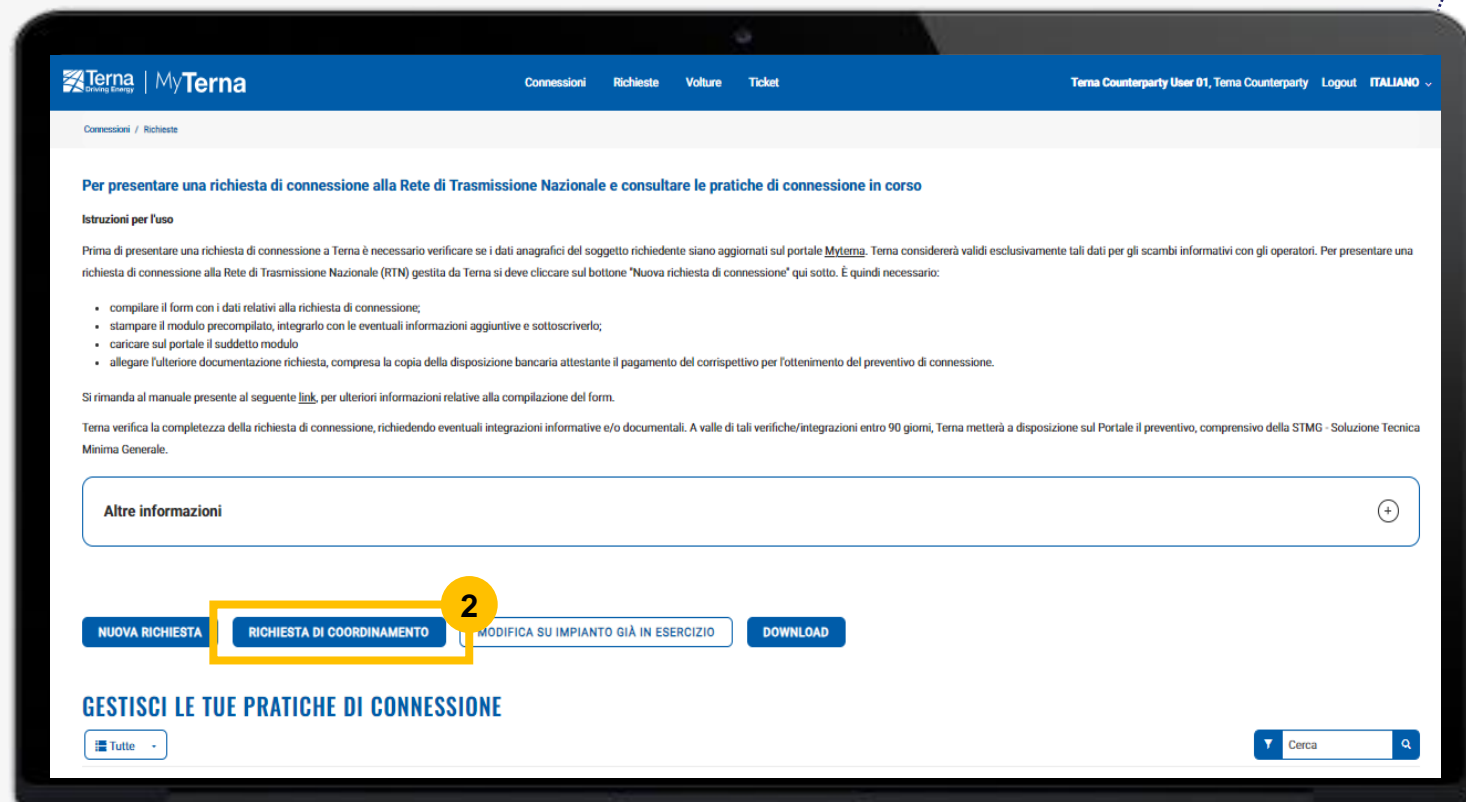 Terna Driving Energy | MyTerna
Connessioni Richieste Volture Ticket
Terna Counterparty User 01, Terna Counterparty Logout ITALIANO
Connessioni / Richieste
Per presentare una richiesta di connessione alla Rete di Trasmissione Nazionale e consultare le pratiche di connessione in corso
Istruzioni per l'uso
Prima di presentare una richiesta di connessione a Terna è necessario verificare se i dati anagrafici del soggetto richiedente siano aggiornati sul portale Myterna. Terna considererà validi esclusivamente tali dati per gli scambi informativi con gli operatori. Per presentare una
richiesta di connessione alla Rete di Trasmissione Nazionale (RTN) gestita da Terna si deve cliccare sul bottone "Nuova richiesta di connessione" qui sotto. È quindi necessario:
• compilare il form con i dati relativi alla richiesta di connessione;
• stampare il modulo precompilato, integrarlo con le eventuali informazioni aggiuntive e sottoscriverlo;
• caricare sul portale il suddetto modulo
• allegare l'ulteriore documentazione richiesta, compresa la copia della disposizione bancaria attestante il pagamento del corrispettivo per l'ottenimento del preventivo di connessione.
Si rimanda al manuale presente al seguente link, per ulteriori informazioni relative alla compilazione del form.
Terna verifica la completezza della richiesta di connessione, richiedendo eventuali integrazioni informative e/o documentali. A valle di tali verifiche/integrazioni entro 90 giorni, Terna metterà a disposizione sul Portale il preventivo, comprensivo della STMG - Soluzione Tecnica
Minima Generale.
Altre informazioni
2
NUOVA RICHIESTA RICHIESTA DI COORDINAMENTO MODIFICA SU IMPIANTO GIÀ IN ESERCIZIO DOWNLOAD
GESTISCI LE TUE PRATICHE DI CONNESSIONE
Tutte Cerca